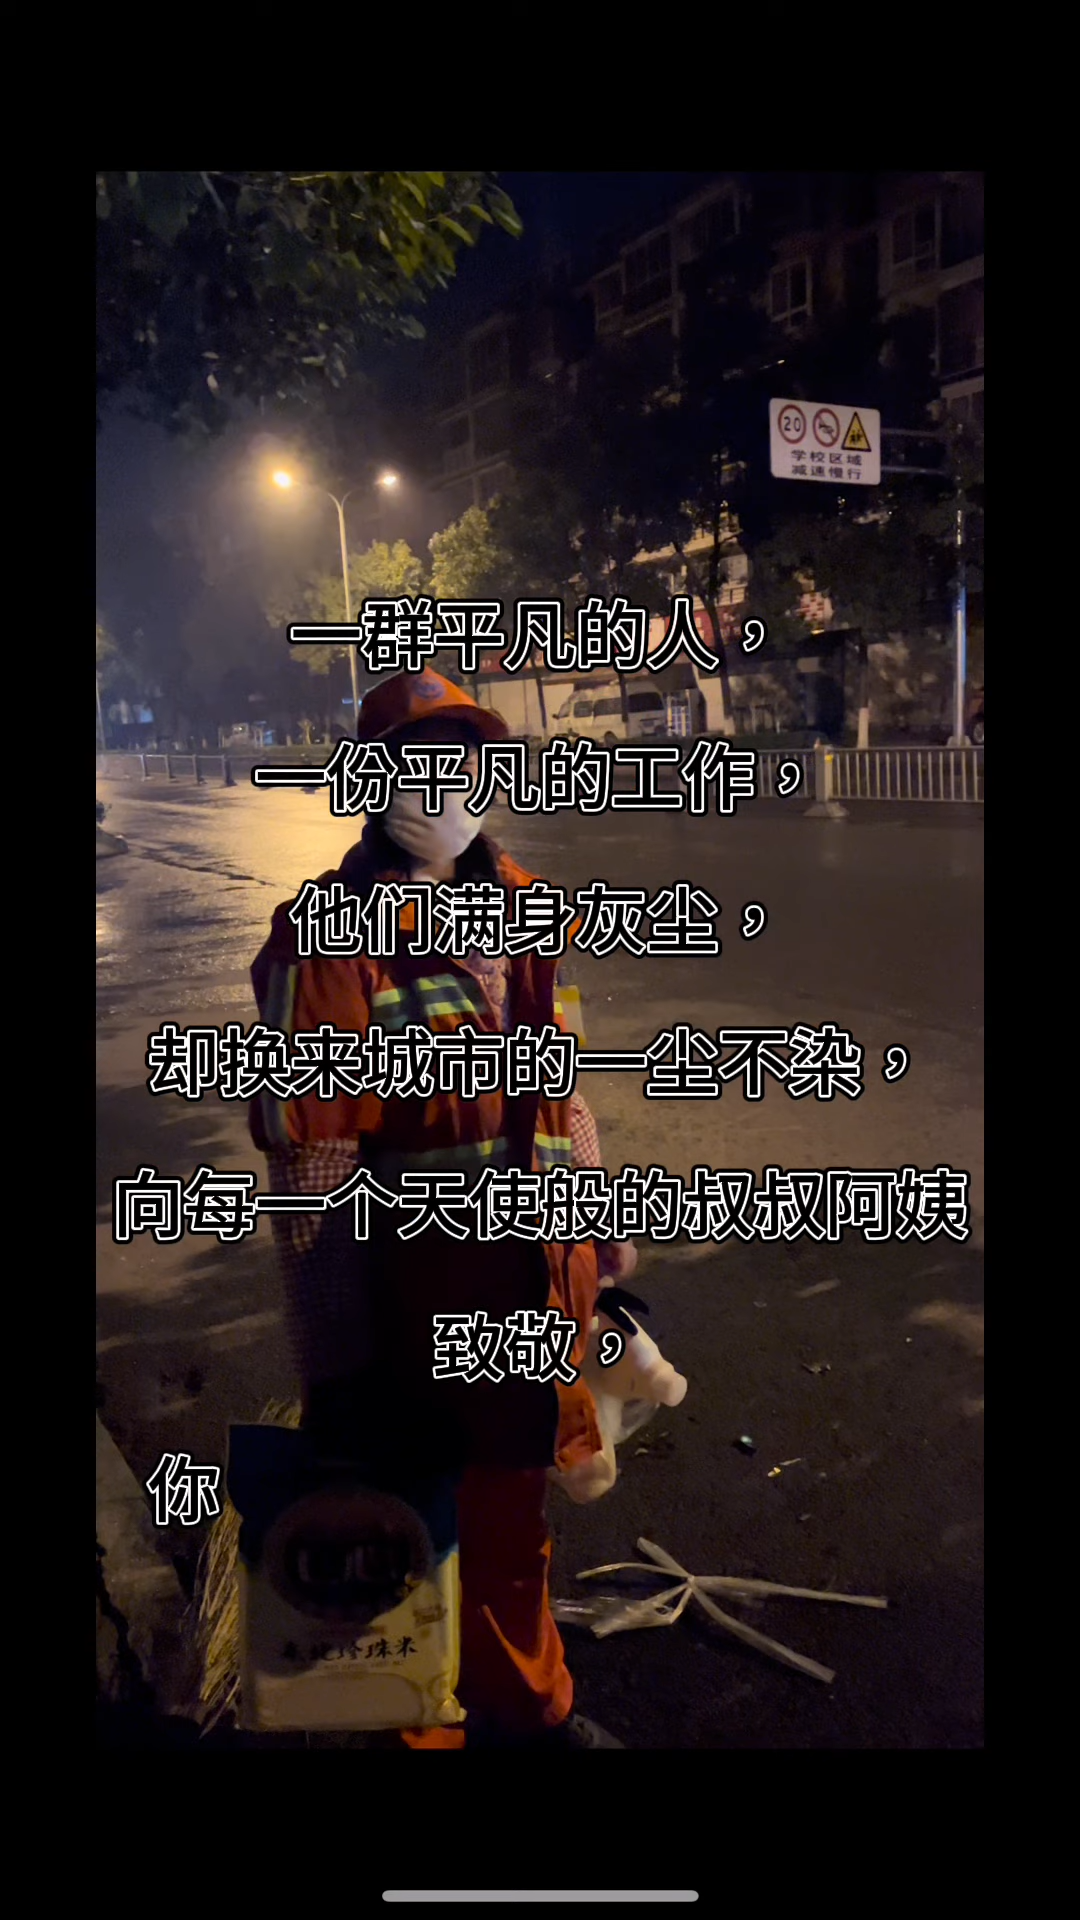 20
学校区域
减速慢行
一群平凡的人，
一份平凡的工作，
他们满身灰尘，
却换来城市的一尘不染，
向每一个天使般的叔叔阿姨
致敬，
你
珍珠米